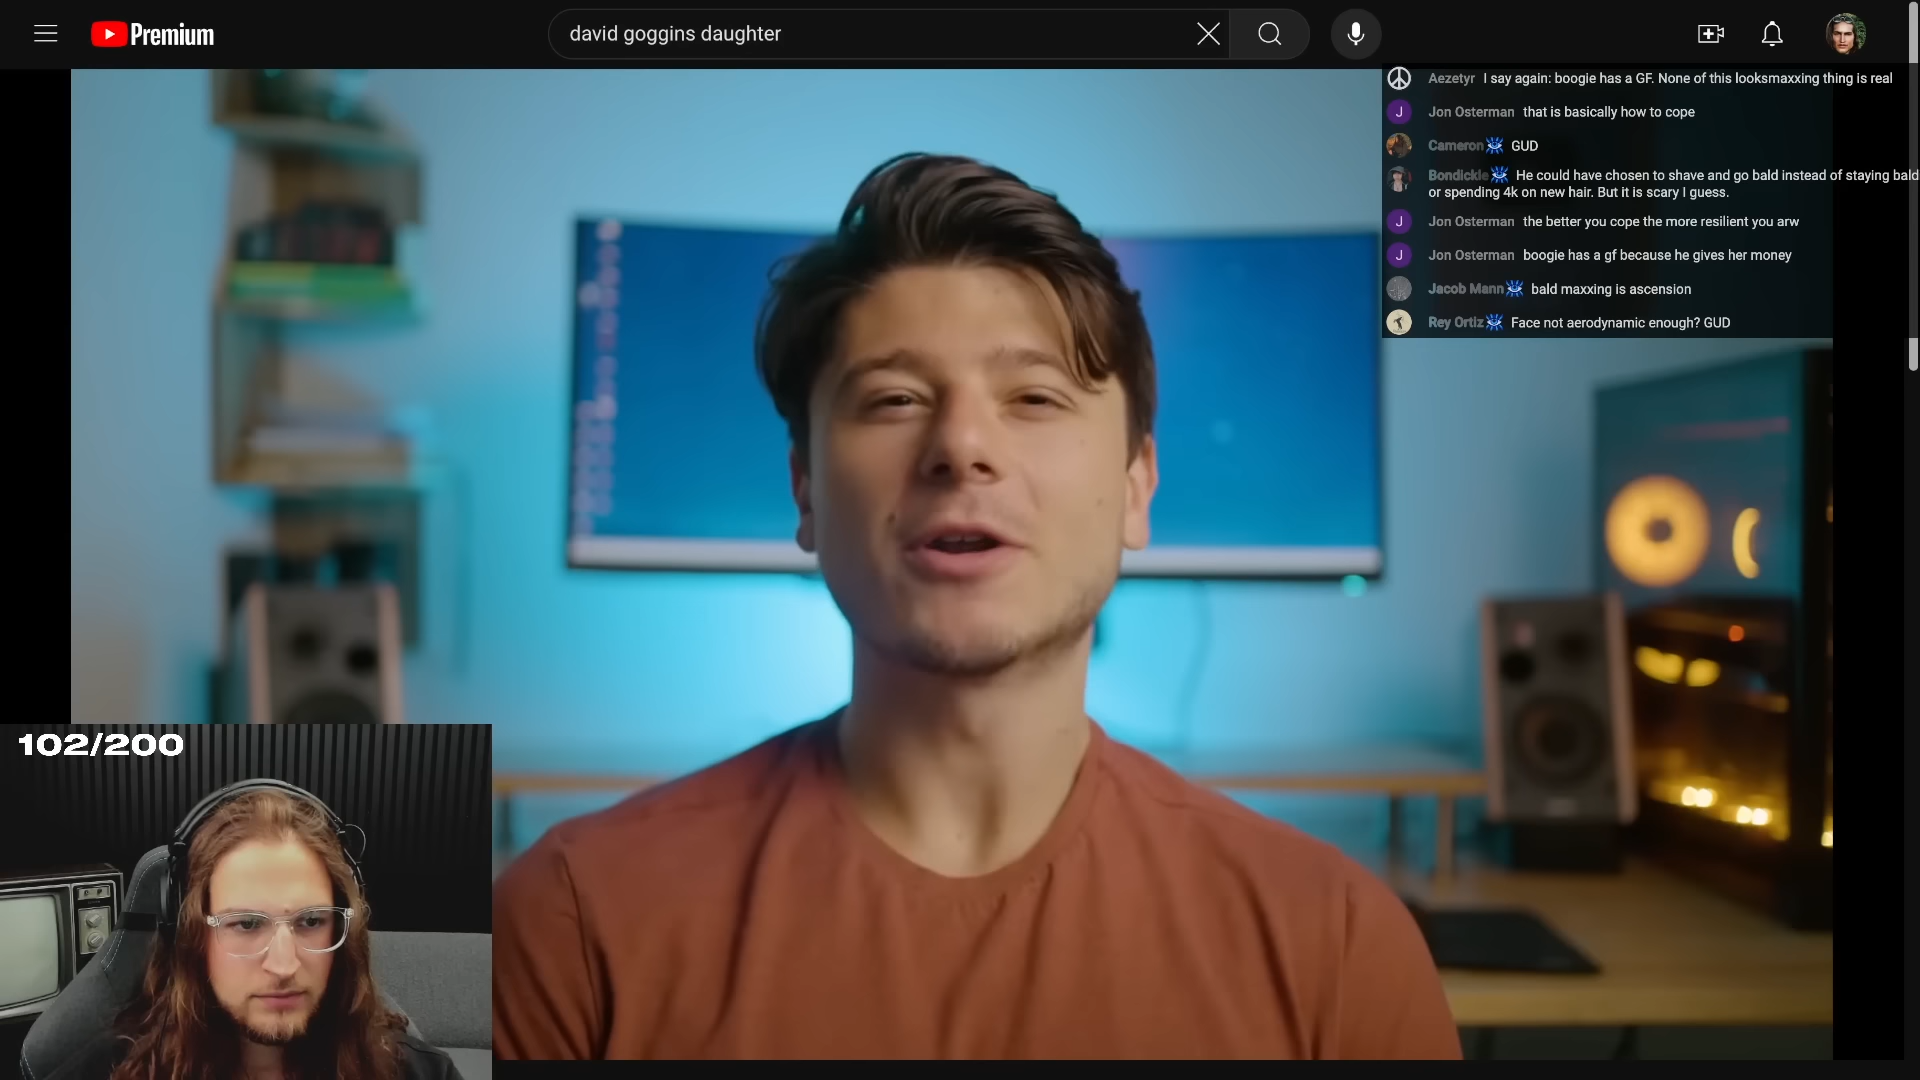 Premium
david goggins daughter
Aezetyr I say again: boogie has a GF. None of this looksmaxxing thing is real
J Jon Osterman that is basically how to cope
Cameron GUD
Bondickle He could have chosen to shave and go bald instead of staying bald
or spending 4k on new hair. But it is scary I guess.
J Jon Osterman the better you cope the more resilient you arw
J Jon Osterman boogie has a gf because he gives her money
Jacob Mann bald maxxing is ascension
Rey Ortiz Face not aerodynamic enough? GUD
102/200